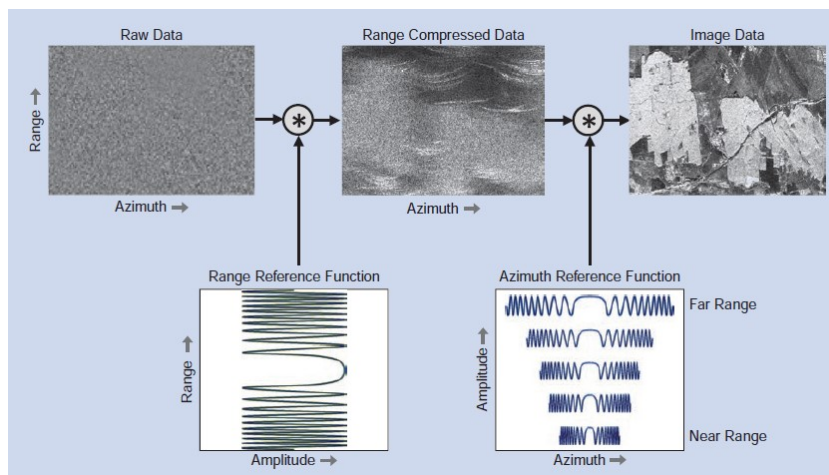 Raw Data
Range Compressed Data
Image Data
Range
Azimuth
Azimuth
Range Reference Function
Azimuth Reference Function
Range
Amplitude
Amplitude
Far Range
Near Range
Azimuth